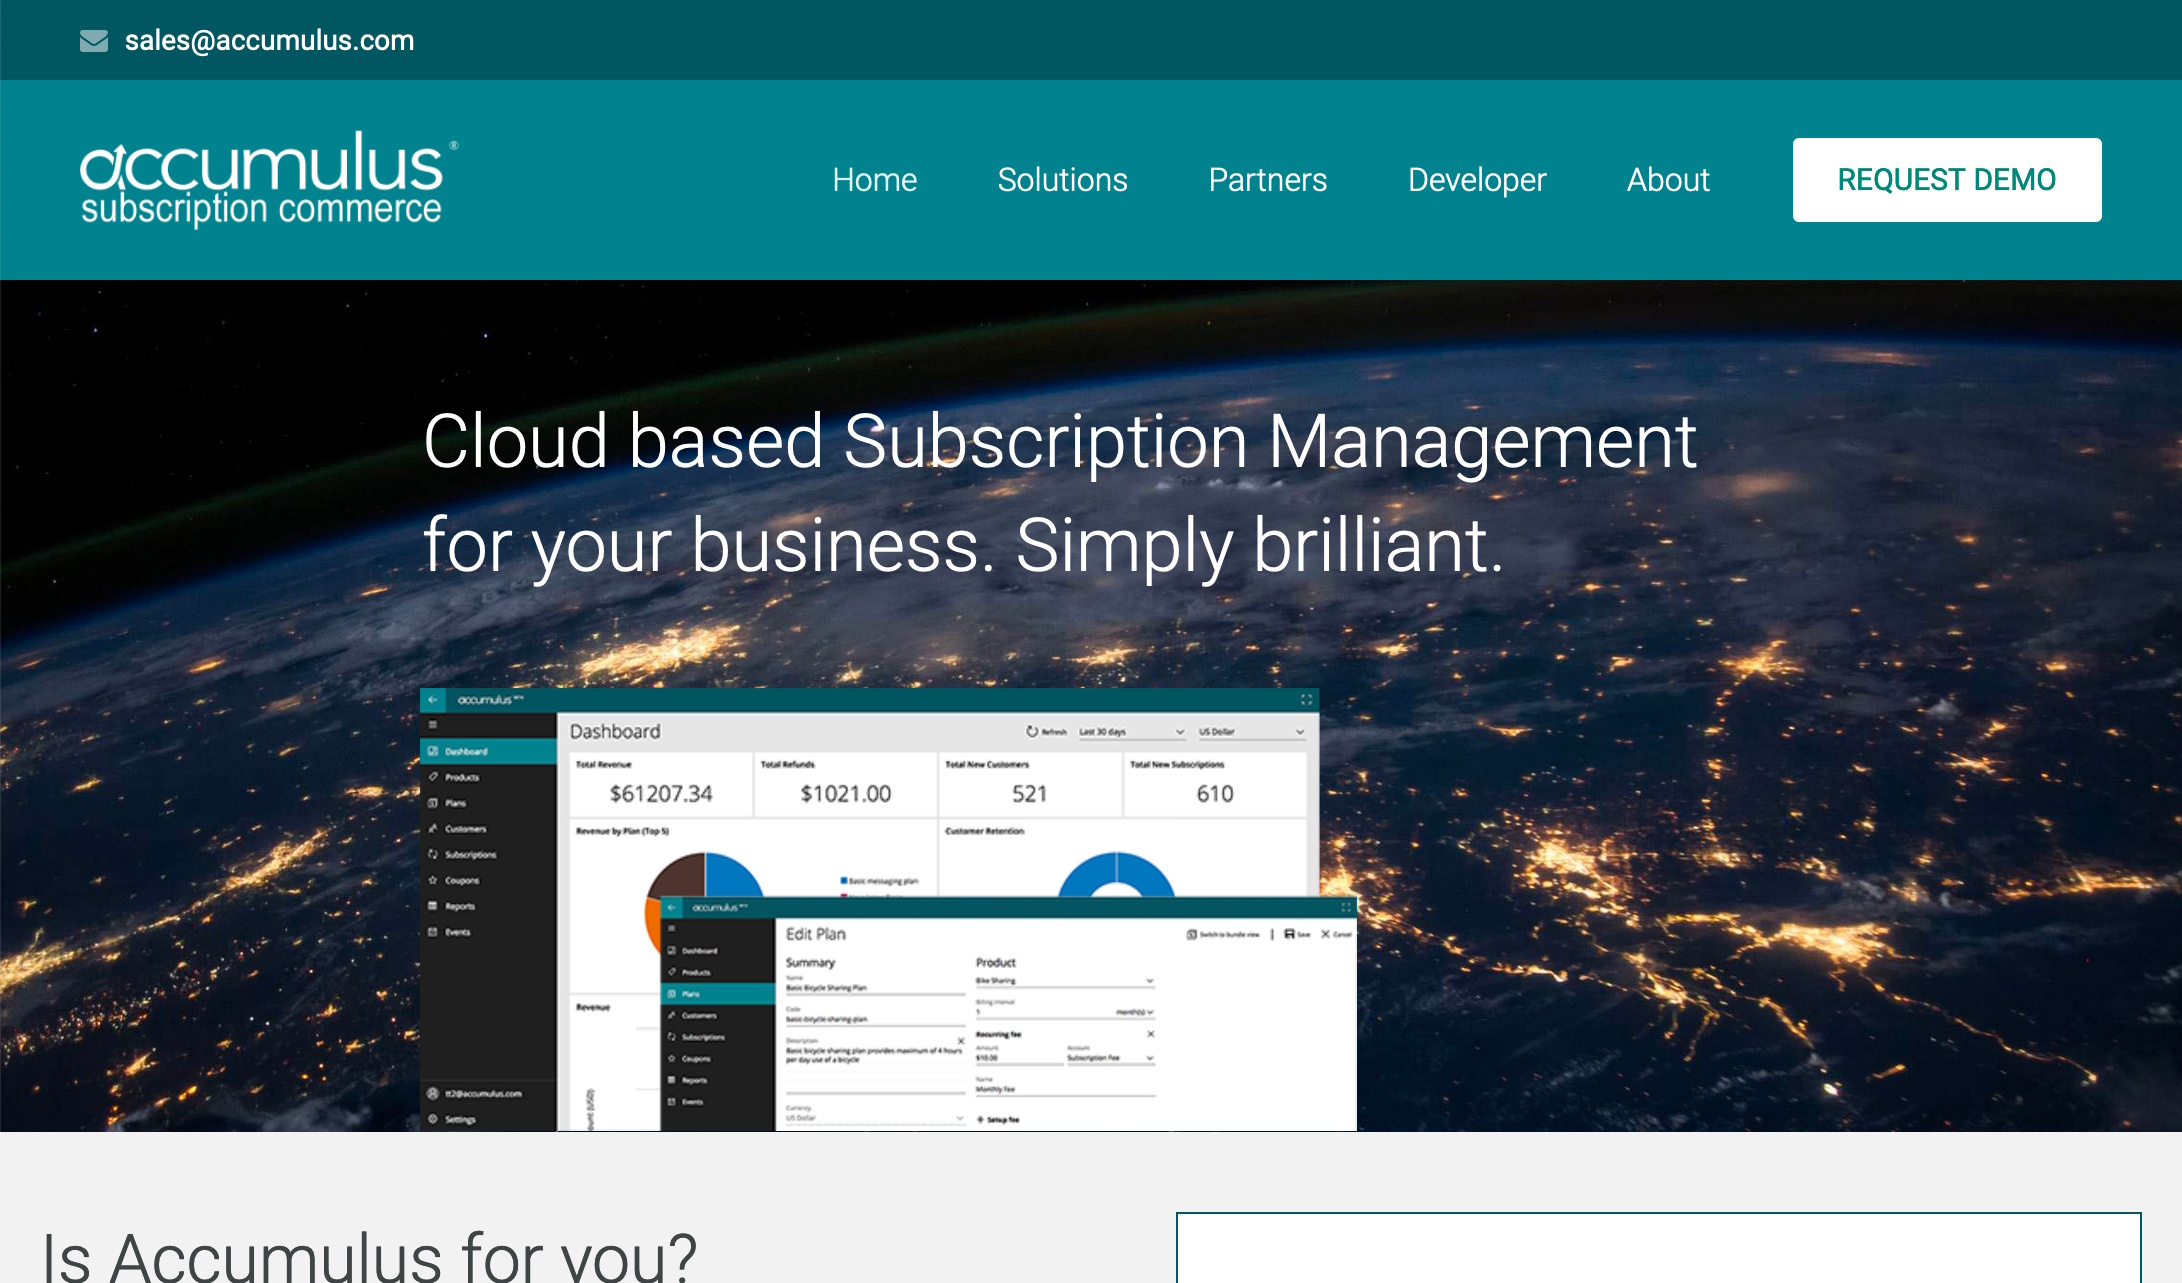 sales@accumulus.com
accumulus®
subscription commerce
Home Solutions Partners Developer About REQUEST DEMO
Cloud based Subscription Management
for your business. Simply brilliant.
accumulus
Dashboard Refresh Last 30 days US Dollar
Dashboard
Products
Plans
Customers
Subscriptions
Coupons
Reports
Events
tt2@accumulus.com
Settings
Total Revenue Total Refunds Total New Customers Total New Subscriptions
$61207.34 $1021.00 521 610
Revenue by Plan (Top 5) Customer Retention
Basic messaging plan
Revenue
accumulus
Edit Plan Switch to bundle view | Save Cancel
Dashboard
Products
Plans
Customers
Subscriptions
Coupons
Reports
Events
Summary
Name
Basic Bicycle Sharing Plan
Code
basic-bicycle-sharing-plan
Description
Basic bicycle sharing plan provides maximum of 4 hours
per day use of a bicycle
Currency
US Dollar
Product
Bike Sharing
Billing interval
1 month(s)
Recurring fee
Amount Account
$10.00 Subscription Fee
Name
Monthly Fee
+ Setup fee
Is Accumulus for you?